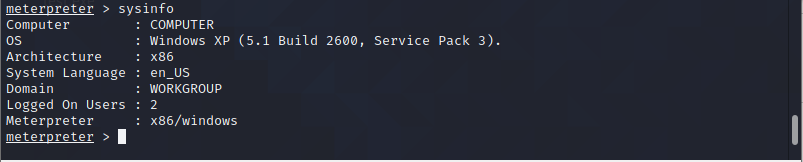 meterpreter > sysinfo
Computer        : COMPUTER
OS              : Windows XP (5.1 Build 2600, Service Pack 3).
Architecture    : x86
System Language : en_US
Domain          : WORKGROUP
Logged On Users : 2
Meterpreter     : x86/windows
meterpreter >